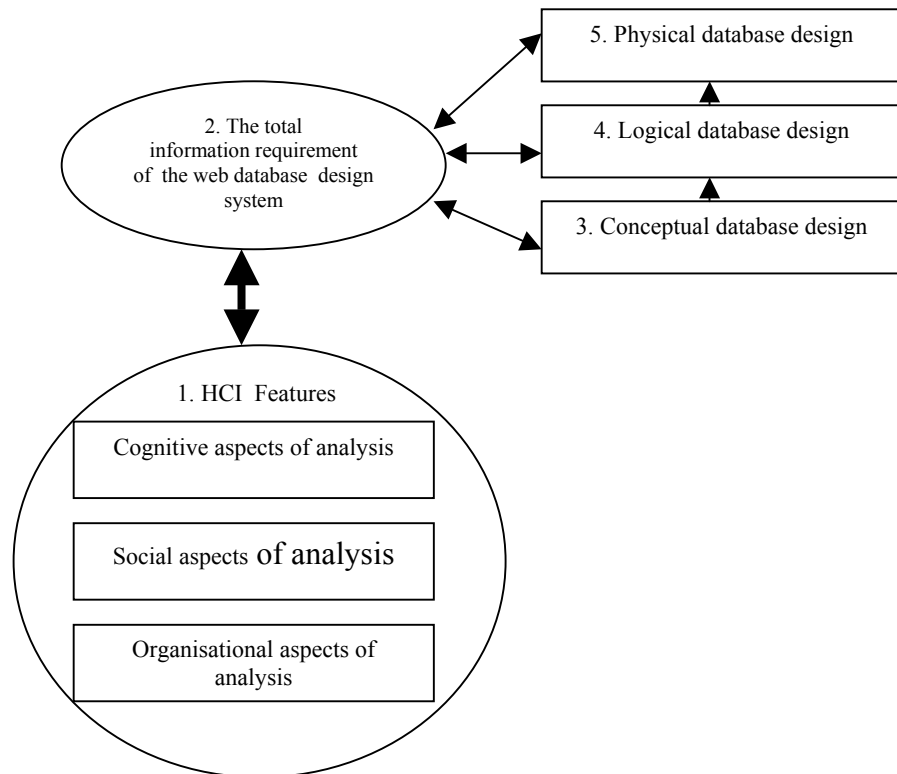 5. Physical database design
2. The total
information requirement
of the web database design
system
4. Logical database design
3. Conceptual database design
1. HCI Features
Cognitive aspects of analysis
Social aspects of analysis
Organisational aspects of
analysis